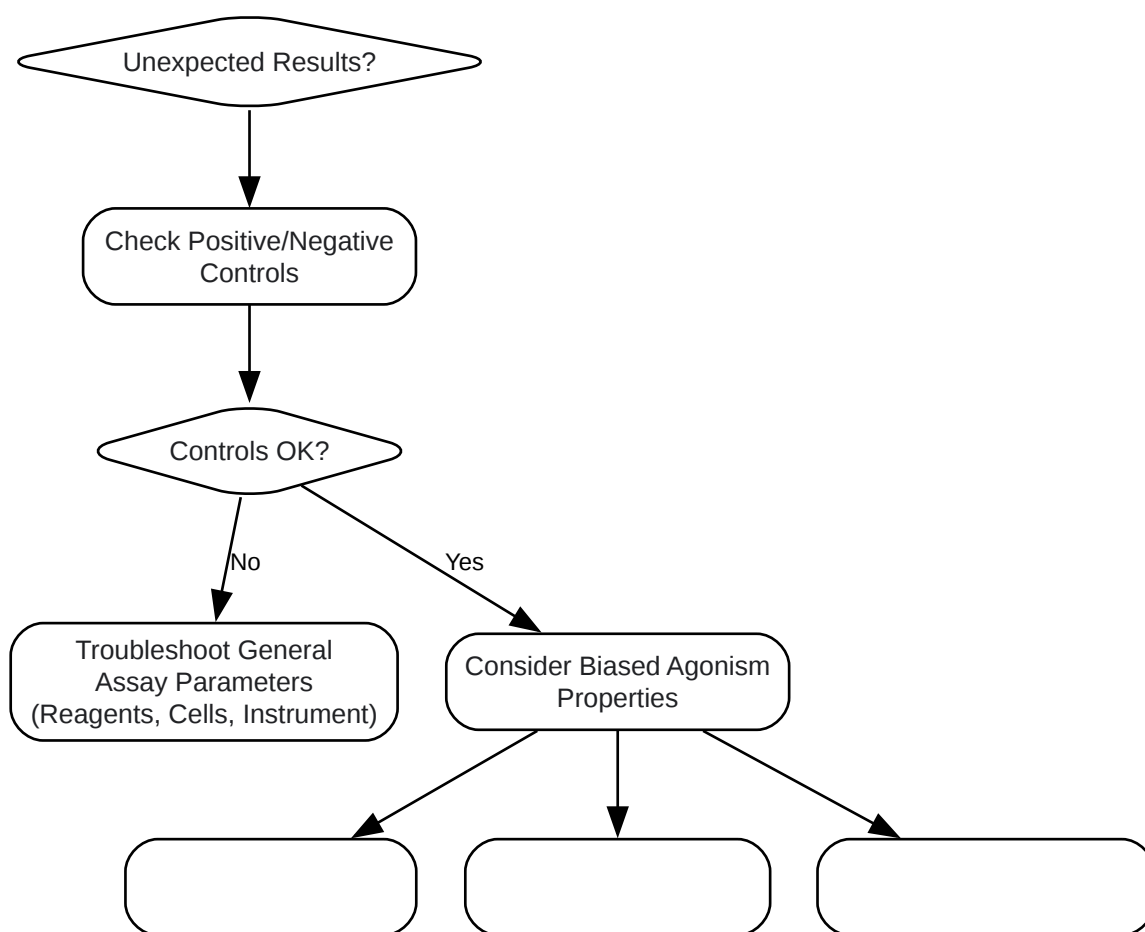 Unexpected Results?
Check Positive/Negative
Controls
Controls OK?
No
Yes
Troubleshoot General
Assay Parameters
(Reagents, Cells, Instrument)
Consider Biased Agonism
Properties